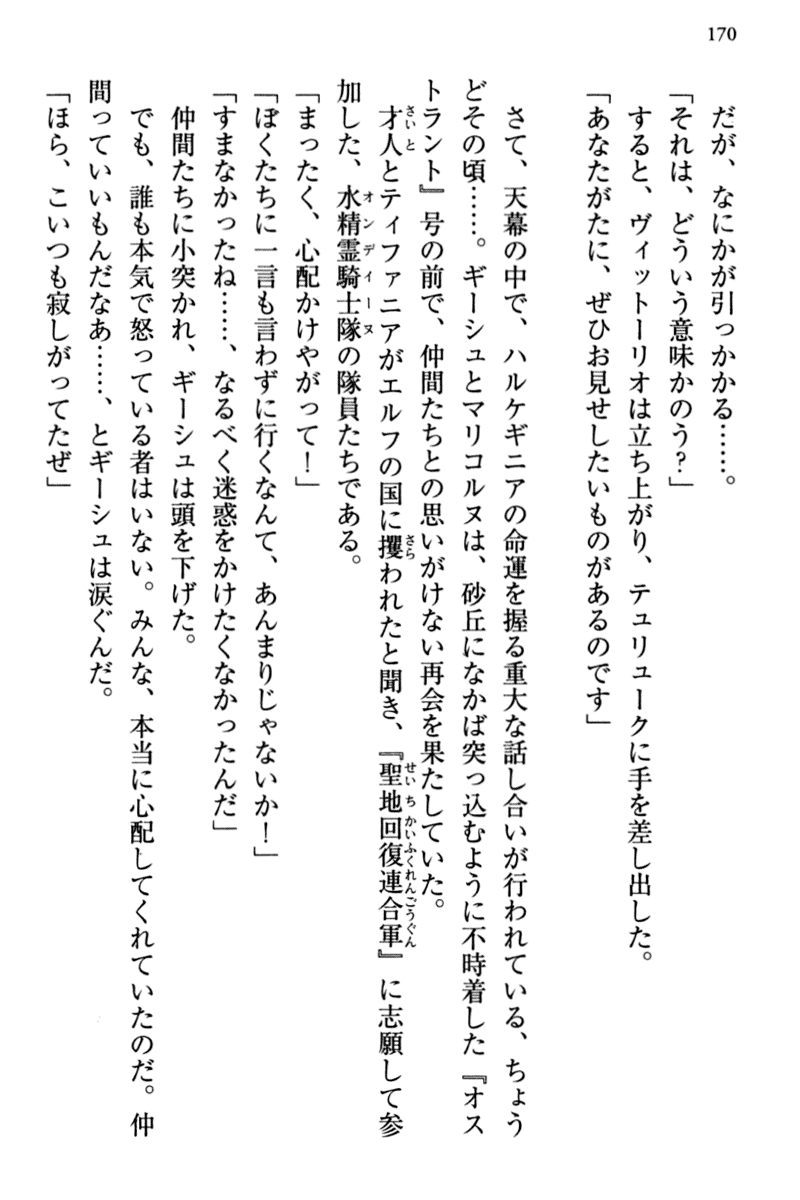 170
だが、なにかが引っかかる……。
「それは、どういう意味かのう?」
すると、ヴィットーリオは立ち上がり、テュリュークに手を差し出した。
「あなたがたに、ぜひお見せしたいものがあるのです」
さて、天幕の中で、ハルケギニアの命運を握る重大な話し合いが行われている、ちょう
どその頃……。ギーシュとマリコルヌは、砂丘になかば突っ込むように不時着した『オス
トラント』号の前で、仲間たちとの思いがけない再会を果たしていた。
才人とティファニアがエルフの国に攫われたと聞き、『聖地回復連合軍』に志願して参
加した、水精霊騎士隊の隊員たちである。
「まったく、心配かけやがって!」
「ぼくたちに一言も言わずに行くなんて、あんまりじゃないか!」
「すまなかったね……、なるべく迷惑をかけたくなかったんだ」
仲間たちに小突かれ、ギーシュは頭を下げた。
でも、誰も本気で怒っている者はいない。みんな、本当に心配してくれていたのだ。仲
間っていいもんだなあ……、とギーシュは涙ぐんだ。
「ほら、こいつも寂しがってたぜ」